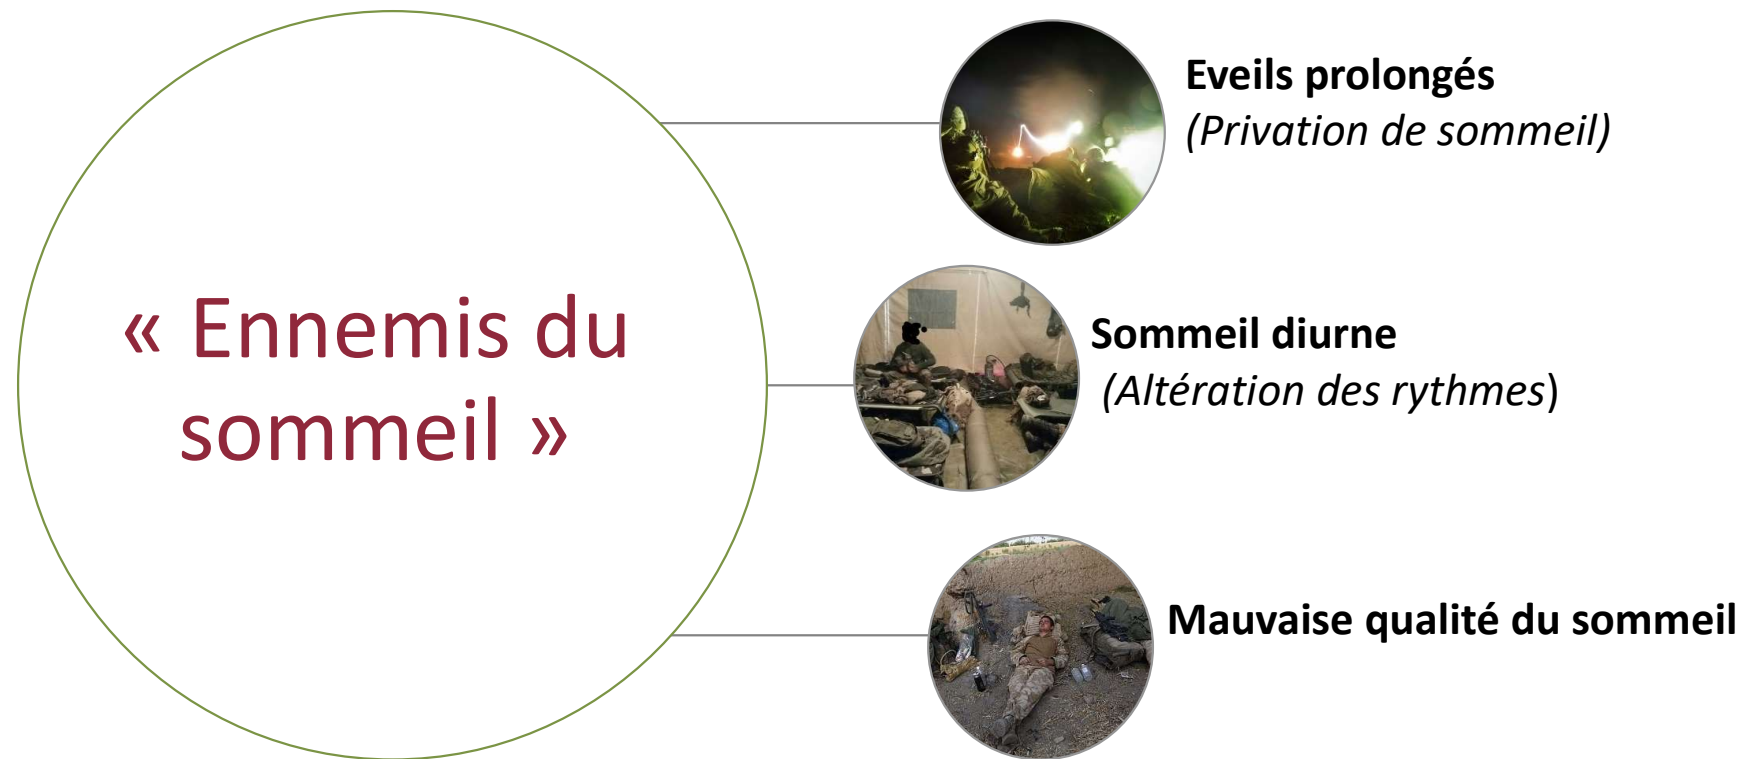 « Ennemis du
sommeil »
Eveils prolongés
(Privation de sommeil)
Sommeil diurne
(Altération des rythmes)
Mauvaise qualité du sommeil